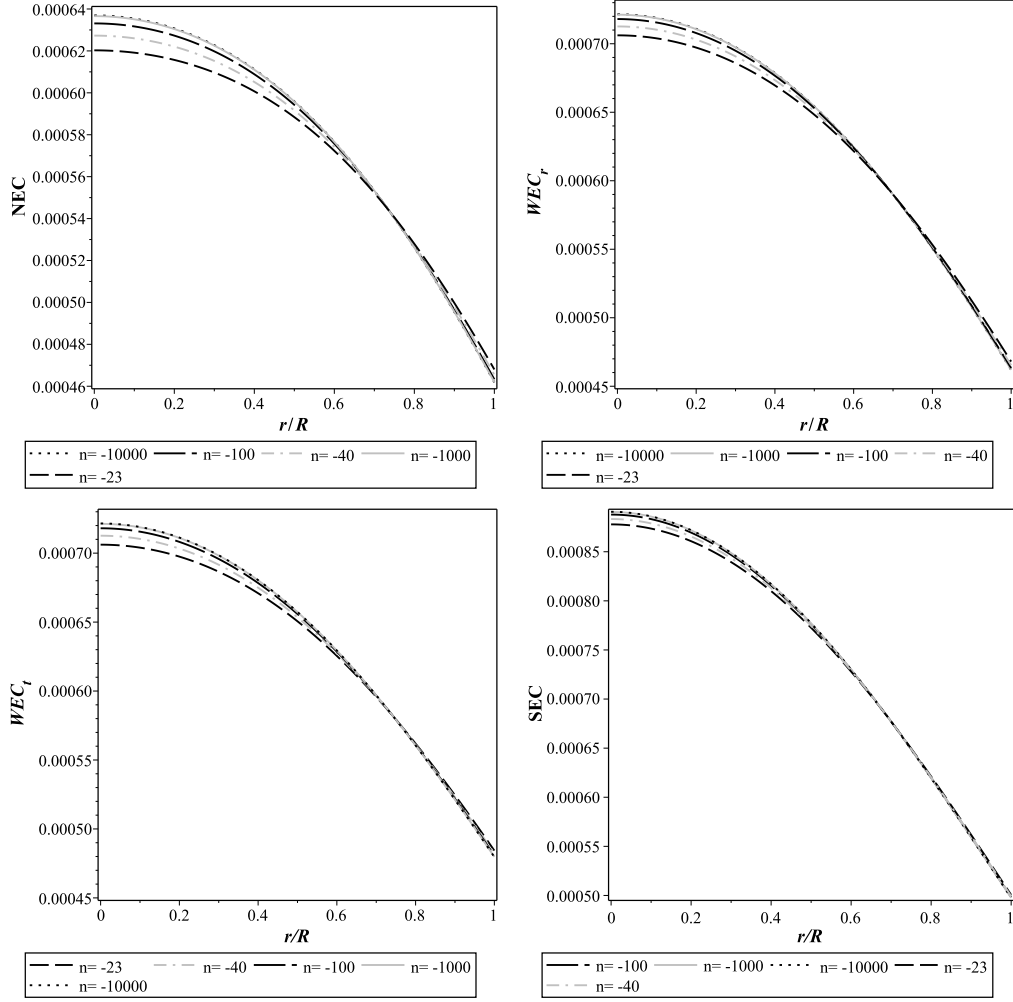 NEC
0.00064
0.00062
0.00060
0.00058
0.00056
0.00054
0.00052
0.00050
0.00048
0.00046
0 0.2 0.4 0.6 0.8 1
r/R
n= -10000 n= -100 n= -40 n= -1000
n= -23
WECr
0.00070
0.00065
0.00060
0.00055
0.00050
0.00045
0 0.2 0.4 0.6 0.8 1
r/R
n= -10000 n= -1000 n= -100 n= -40
n= -23
WECt
0.00070
0.00065
0.00060
0.00055
0.00050
0.00045
0 0.2 0.4 0.6 0.8 1
r/R
n= -23 n= -40 n= -100 n= -1000
n= -10000
SEC
0.00085
0.00080
0.00075
0.00070
0.00065
0.00060
0.00055
0.00050
0 0.2 0.4 0.6 0.8 1
r/R
n= -100 n= -1000 n= -10000 n= -23
n= -40